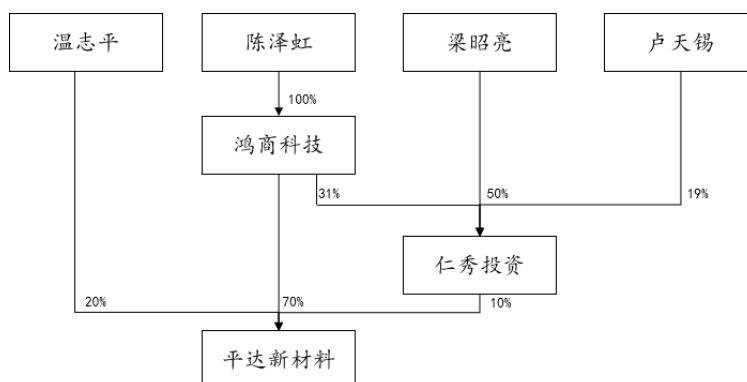 温志平
陈泽虹
梁昭亮
卢天锡
100%
鸿商科技
31%
50%
19%
仁秀投资
20%
70%
10%
平达新材料